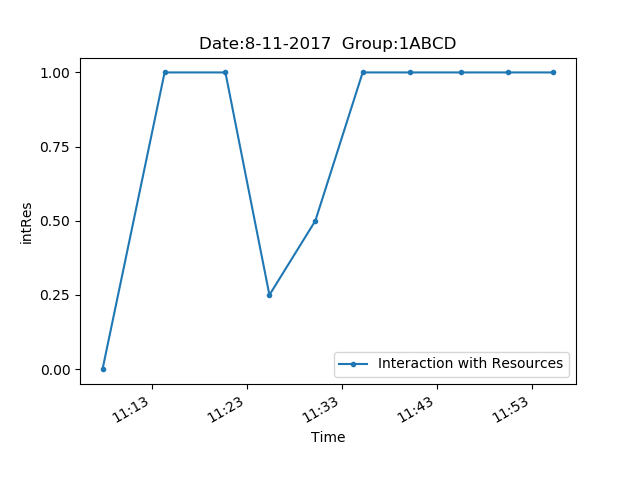 Date:8-11-2017  Group:1ABCD
1.00
0.75
0.50
0.25
0.00
intRes
Interaction with Resources
11:13
11:23
11:33
11:43
11:53
Time